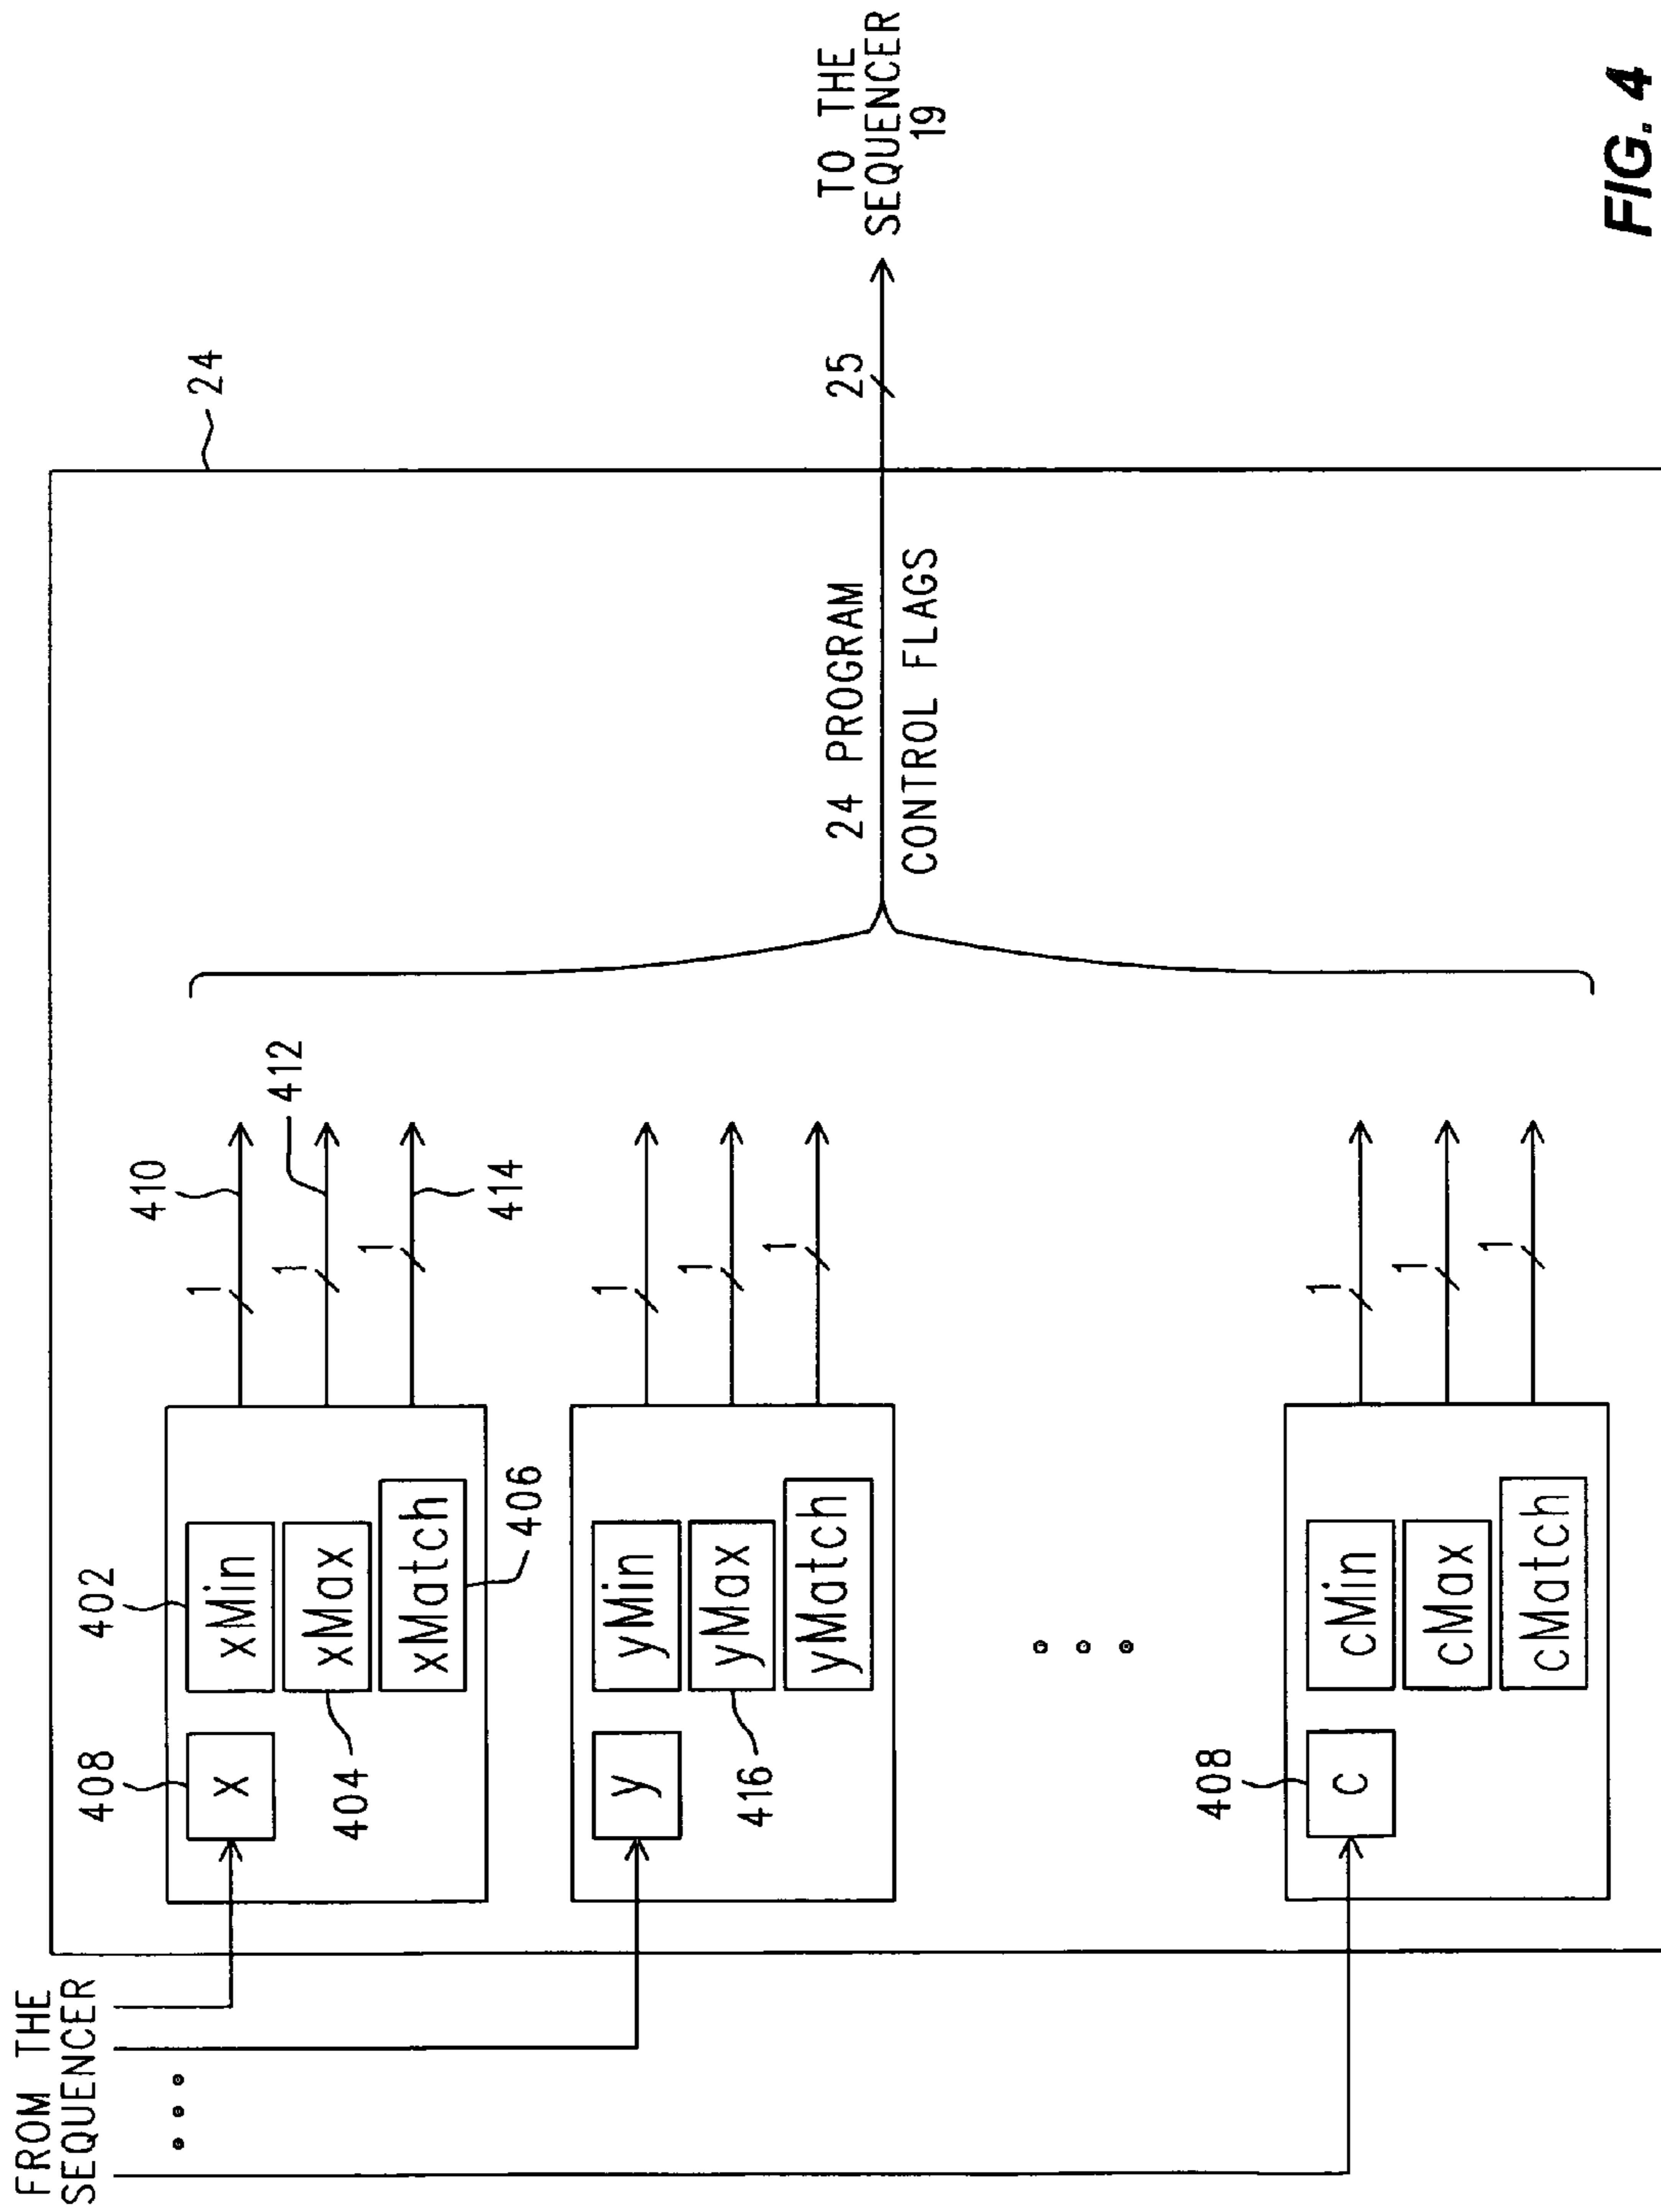 FROM THE
SEQUENCER
24
408
402
x
xMin
xMax
xMatch
404
406
1
1
1
410
412
414
y
yMin
yMax
yMatch
416
1
1
1
408
c
cMin
cMax
cMatch
1
1
1
24 PROGRAM
CONTROL FLAGS
25
TO THE
SEQUENCER
19
FIG. 4